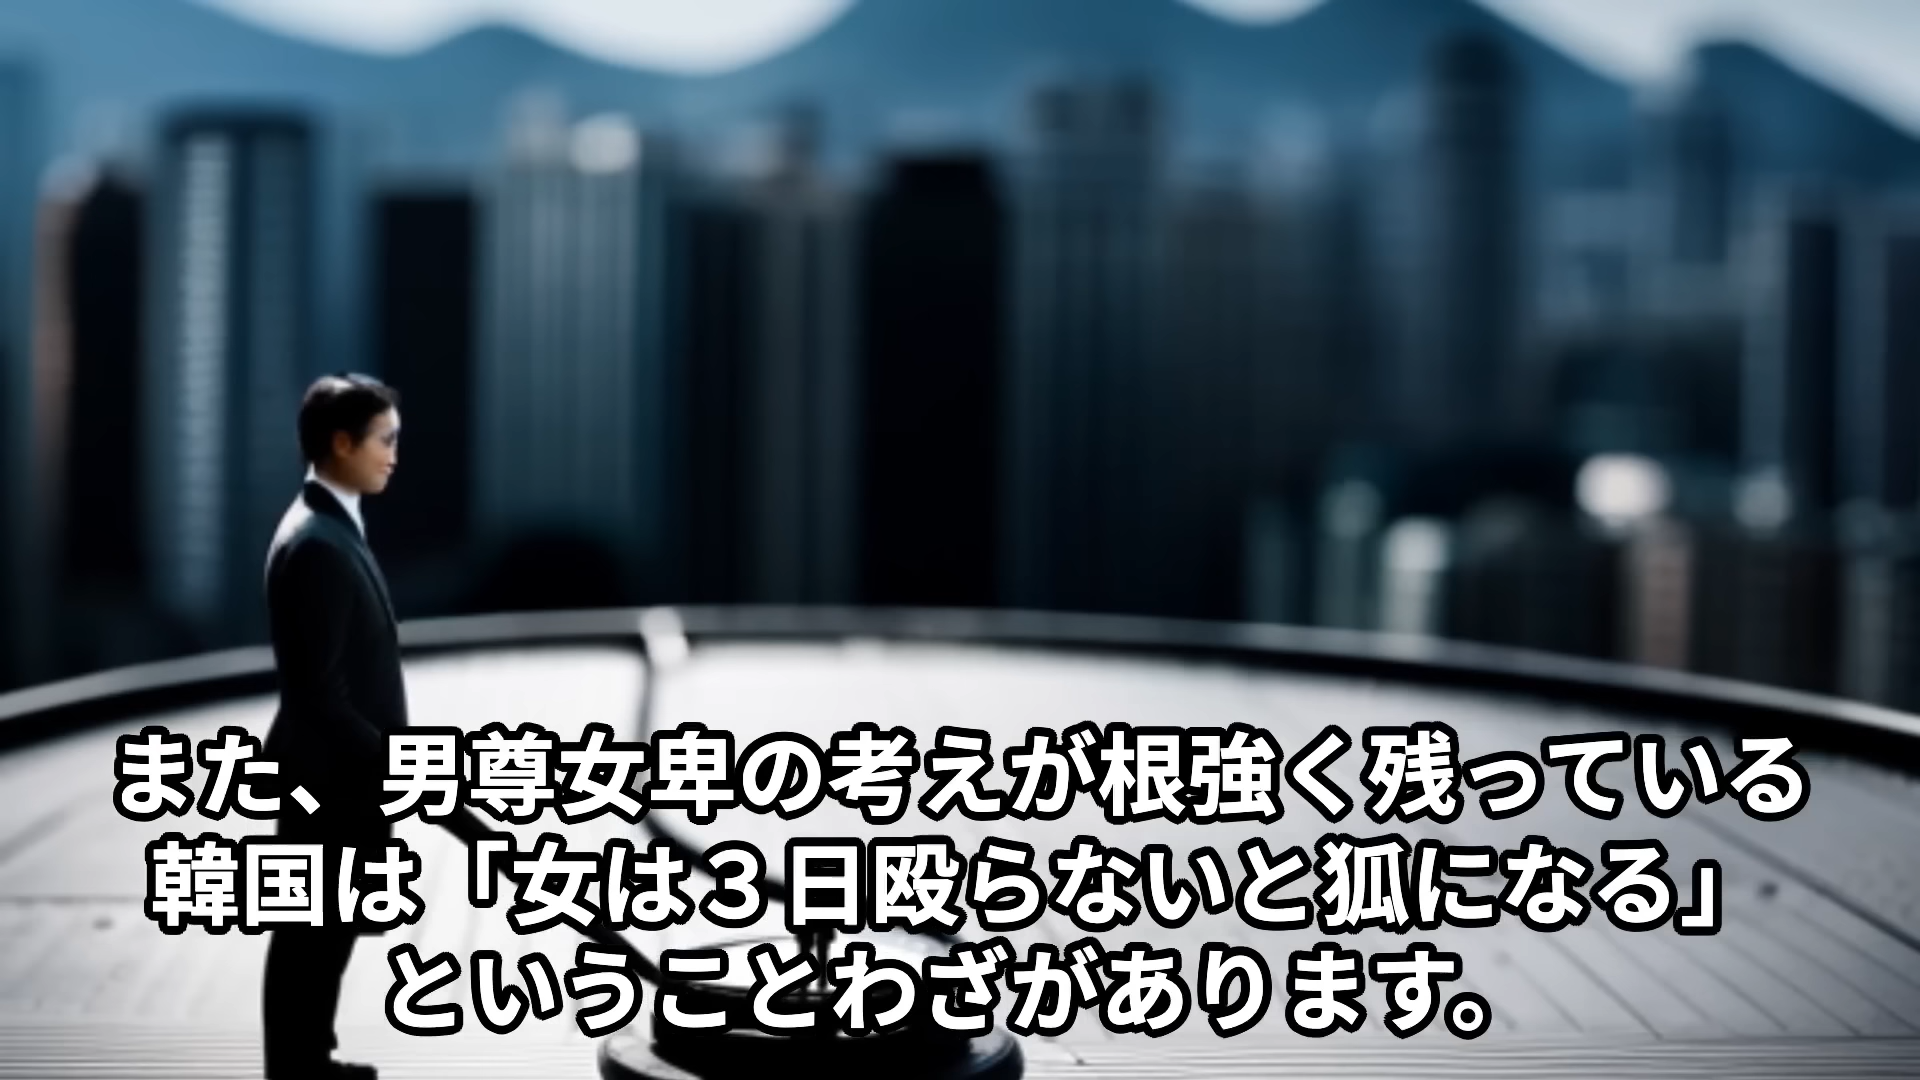 また、男尊女卑の考えが根強く残っている
韓国は「女は３日殴らないと狐になる」
ということわざがあります。